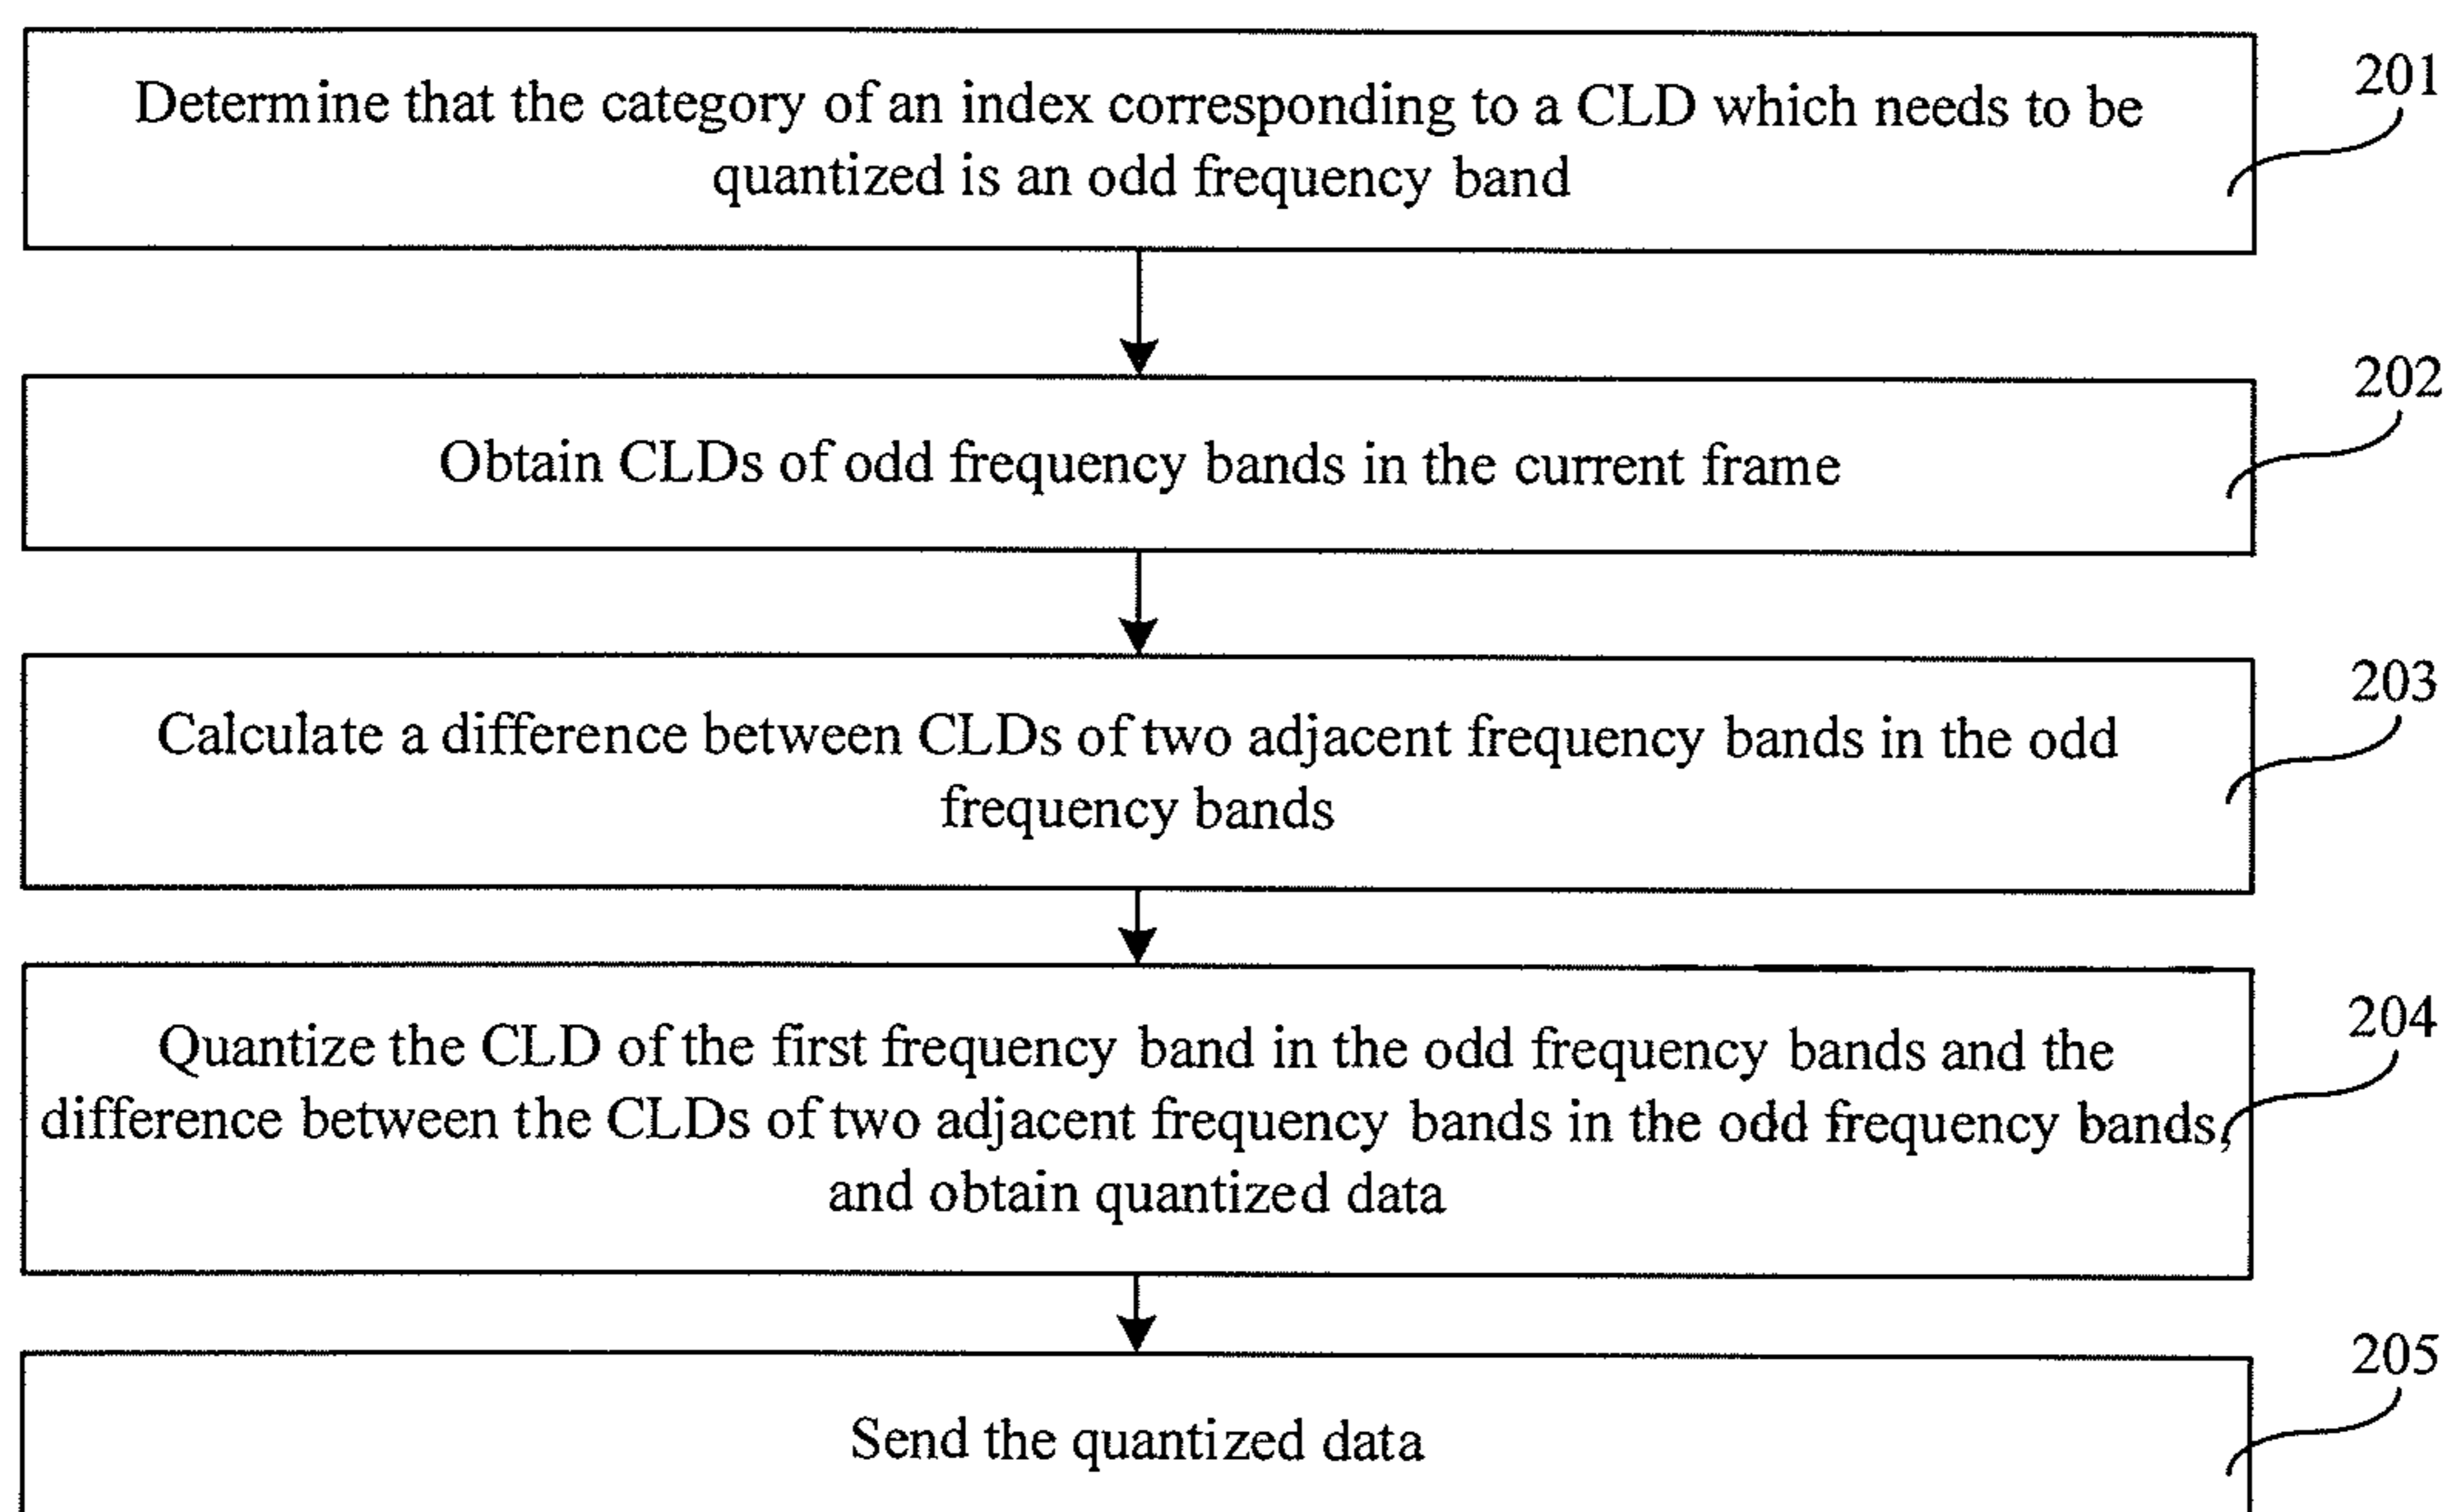 201
Determine that the category of an index corresponding to a CLD which needs to be
quantized is an odd frequency band
202
Obtain CLDs of odd frequency bands in the current frame
203
Calculate a difference between CLDs of two adjacent frequency bands in the odd
frequency bands
204
Quantize the CLD of the first frequency band in the odd frequency bands and the
difference between the CLDs of two adjacent frequency bands in the odd frequency bands,
and obtain quantized data
205
Send the quantized data